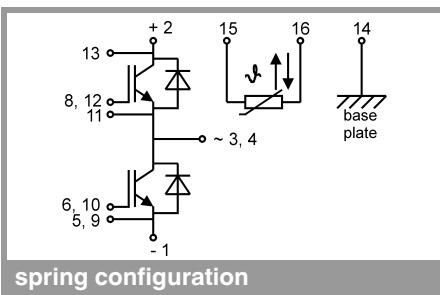 + 2
15
16
14
13
ϑ
8, 12
11
base
plate
~ 3, 4
6, 10
5, 9
- 1
spring configuration